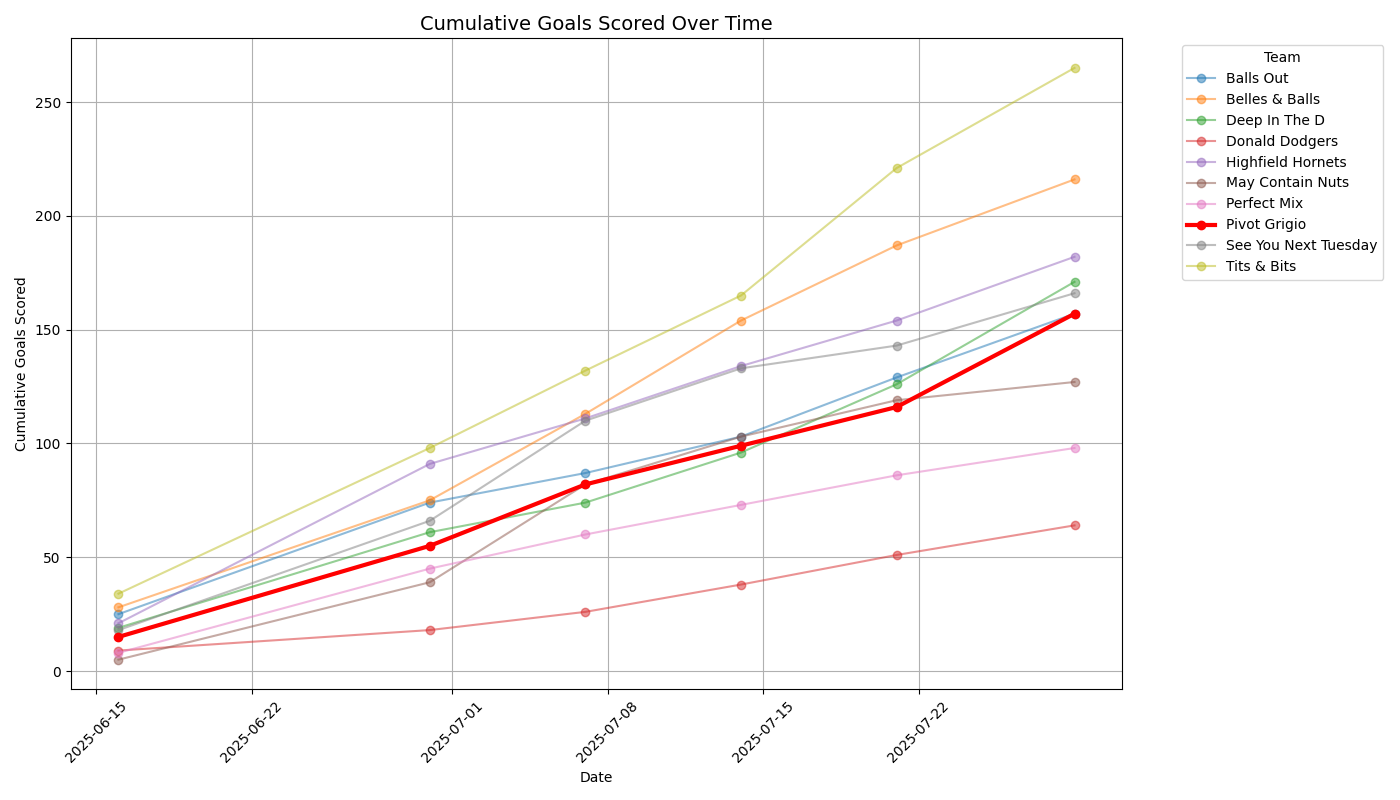 Cumulative Goals Scored Over Time
Cumulative Goals Scored
250
200
150
100
50
0
2025-06-15
2025-06-22
2025-07-01
2025-07-08
2025-07-15
2025-07-22
Date
Team
Balls Out
Belles & Balls
Deep In The D
Donald Dodgers
Highfield Hornets
May Contain Nuts
Perfect Mix
Pivot Grigio
See You Next Tuesday
Tits & Bits